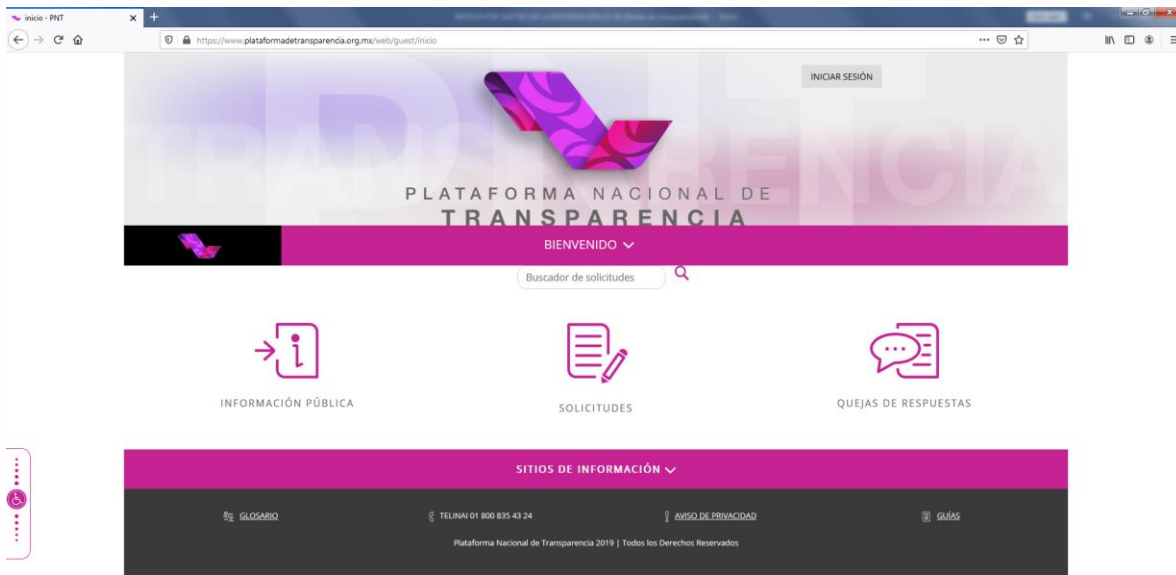 inicio - PNT
https://www.plataformadetransparencia.org.mx/web/guest/inicio
INICIAR SESIÓN
PNT
TRANSPARENCIA
PLATAFORMA NACIONAL DE
TRANSPARENCIA
BIENVENIDO
Buscador de solicitudes
INFORMACIÓN PÚBLICA
SOLICITUDES
QUEJAS DE RESPUESTAS
SITIOS DE INFORMACIÓN
GLOSARIO
TELINAI 01 800 835 43 24
AVISO DE PRIVACIDAD
GUÍAS
Plataforma Nacional de Transparencia 2019 | Todos los Derechos Reservados